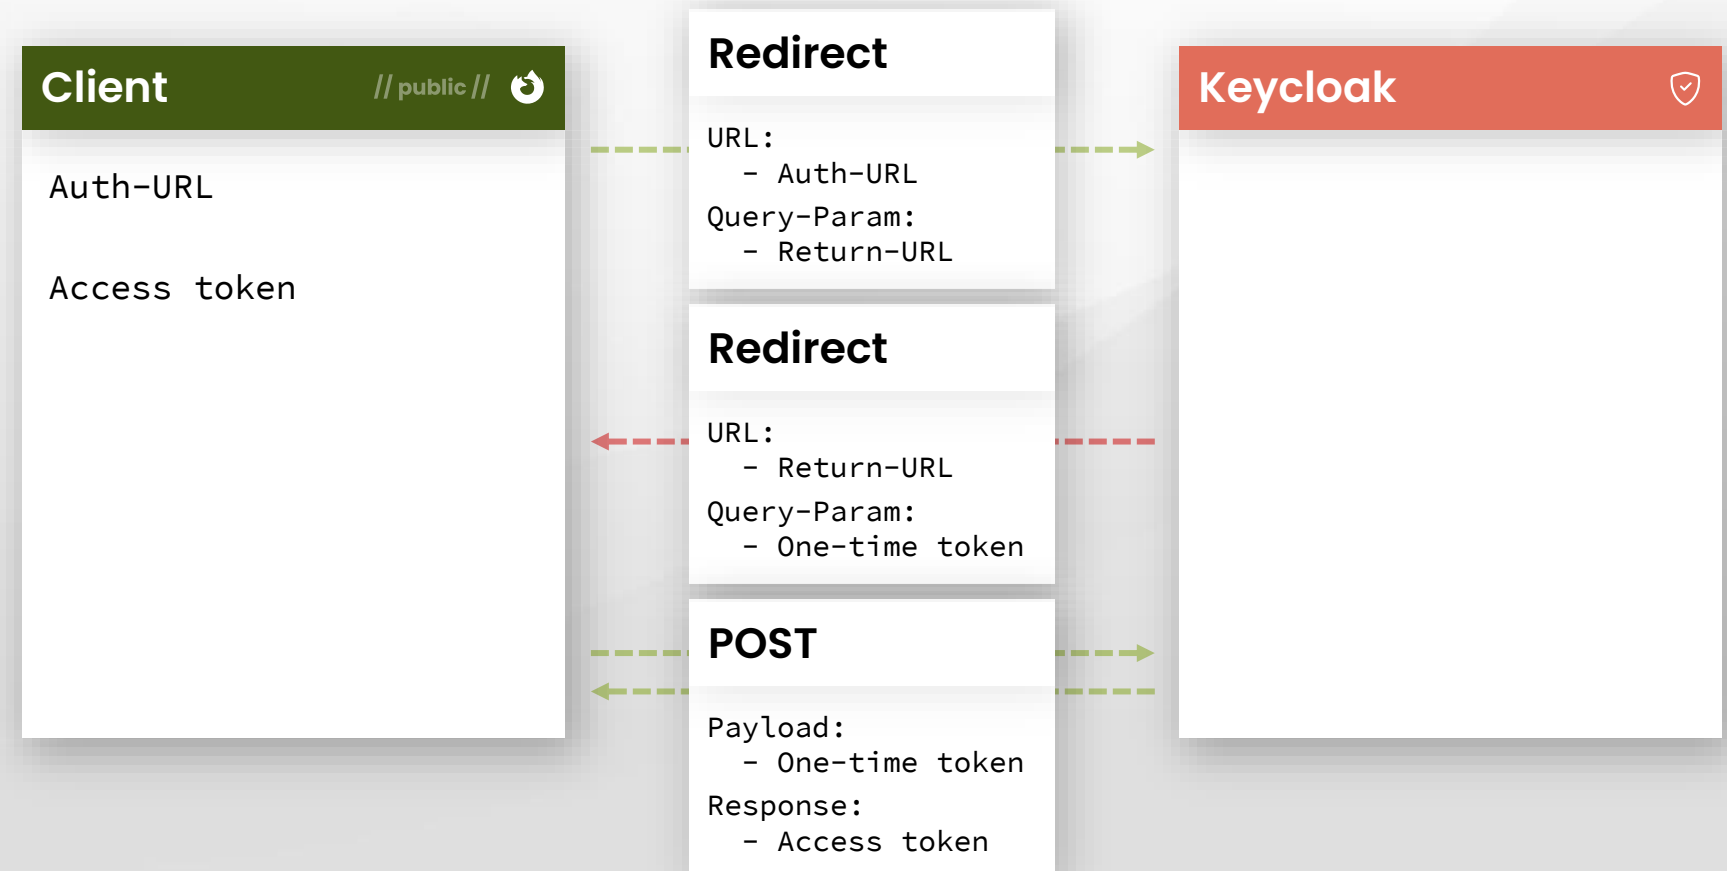 Client
// public //
Auth-URL
Access token
Redirect
URL:
- Auth-URL
Query-Param:
- Return-URL
Redirect
URL:
- Return-URL
Query-Param:
- One-time token
POST
Payload:
- One-time token
Response:
- Access token
Keycloak